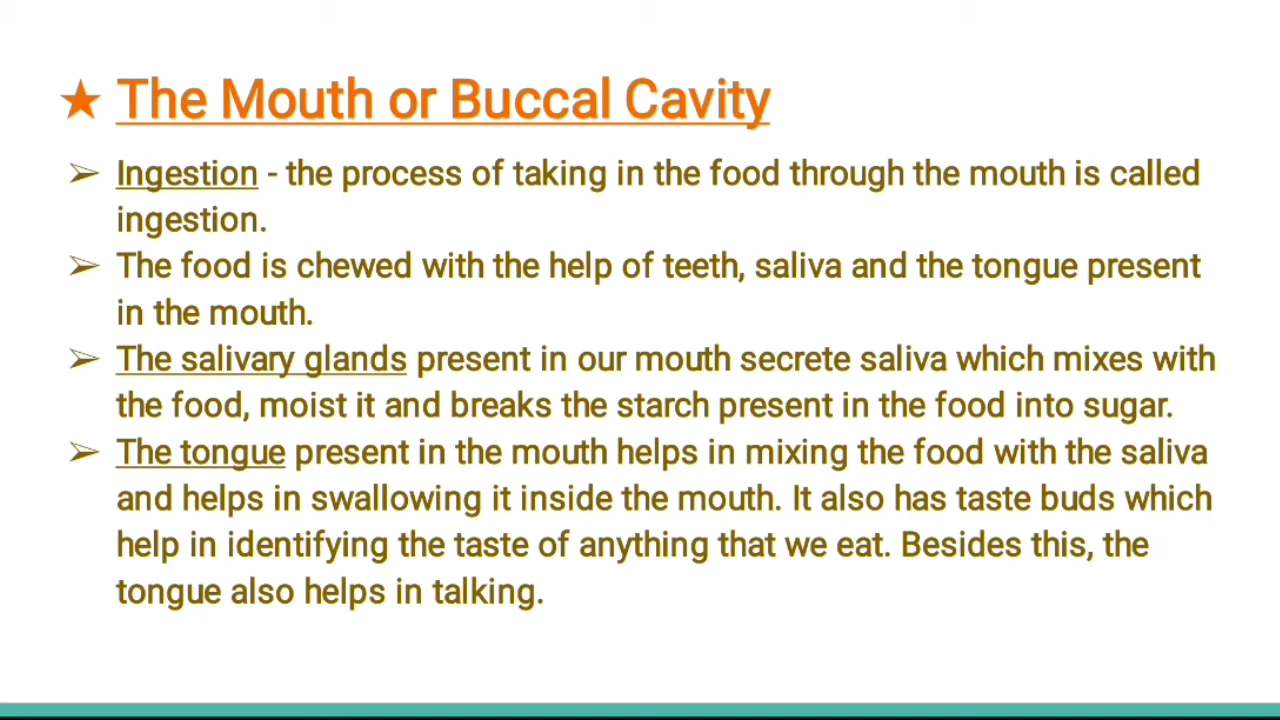 ★ The Mouth or Buccal Cavity
➢ Ingestion - the process of taking in the food through the mouth is called
ingestion.
➢ The food is chewed with the help of teeth, saliva and the tongue present
in the mouth.
➢ The salivary glands present in our mouth secrete saliva which mixes with
the food, moist it and breaks the starch present in the food into sugar.
➢ The tongue present in the mouth helps in mixing the food with the saliva
and helps in swallowing it inside the mouth. It also has taste buds which
help in identifying the taste of anything that we eat. Besides this, the
tongue also helps in talking.